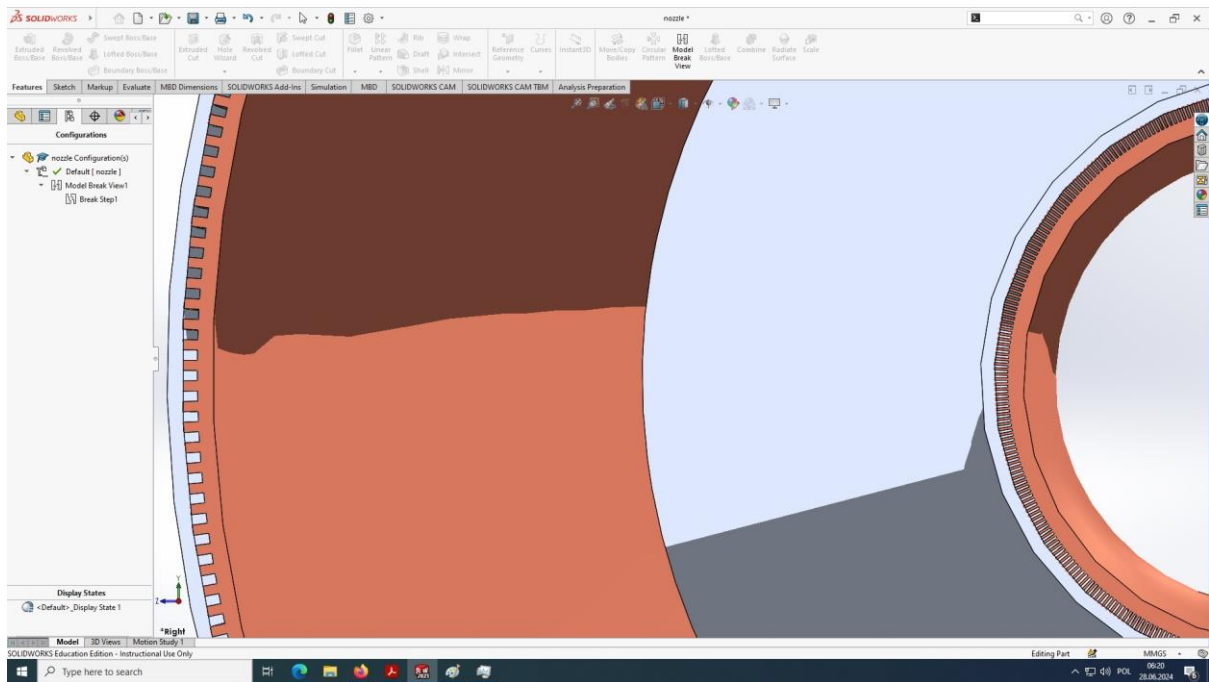 SOLIDWORKS
nozzle *
Extruded Boss/Base
Revolved Boss/Base
Swept Boss/Base
Lofted Boss/Base
Boundary Boss/Base
Extruded Cut
Hole Wizard
Revolved Cut
Swept Cut
Lofted Cut
Boundary Cut
Fillet
Linear Pattern
Rib
Draft
Shell
Wrap
Intersect
Mirror
Reference Geometry
Curves
Instant3D
Move/Copy Bodies
Circular Pattern
Model Break View
Lofted Boss/Base
Combine
Radiate Surface
Scale
Features
Sketch
Markup
Evaluate
MBD Dimensions
SOLIDWORKS Add-Ins
Simulation
MBD
SOLIDWORKS CAM
SOLIDWORKS CAM TBM
Analysis Preparation
Configurations
nozzle Configuration(s)
Default [ nozzle ]
Model Break View1
Break Step1
Display States
<Default>_Display State 1
Y
Z
*Right
Model
3D Views
Motion Study 1
SOLIDWORKS Education Edition - Instructional Use Only
Editing Part
MMGS
Type here to search
POL
06:20
28.06.2024